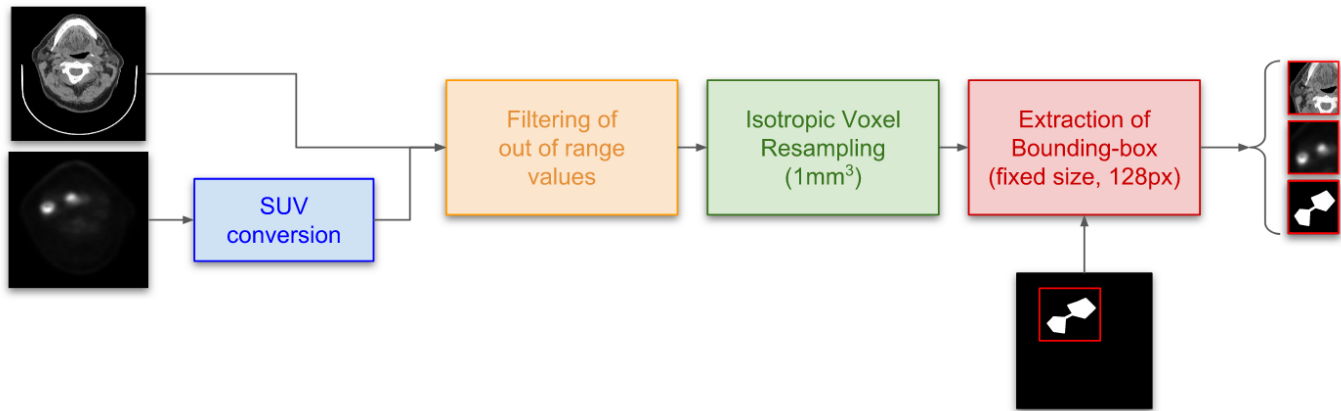 SUV
conversion
Filtering of
out of range
values
Isotropic Voxel
Resampling
(1mm³)
Extraction of
Bounding-box
(fixed size, 128px)